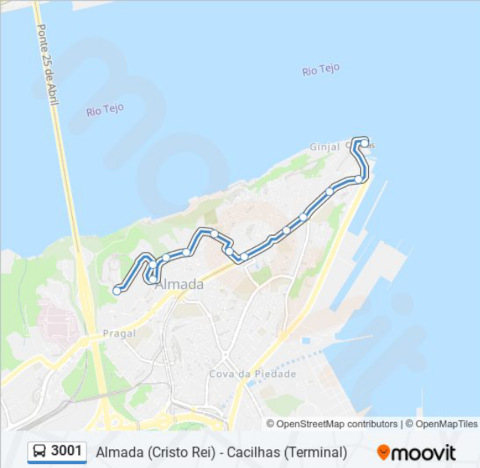 Ponte 25 de Abril
Rio Tejo
Rio Tejo
Ginjal
Almada
Pragal
Cova da Piedade
© OpenStreetMap contributors | © OpenMapTiles
3001
Almada (Cristo Rei) - Cacilhas (Terminal)
moovit